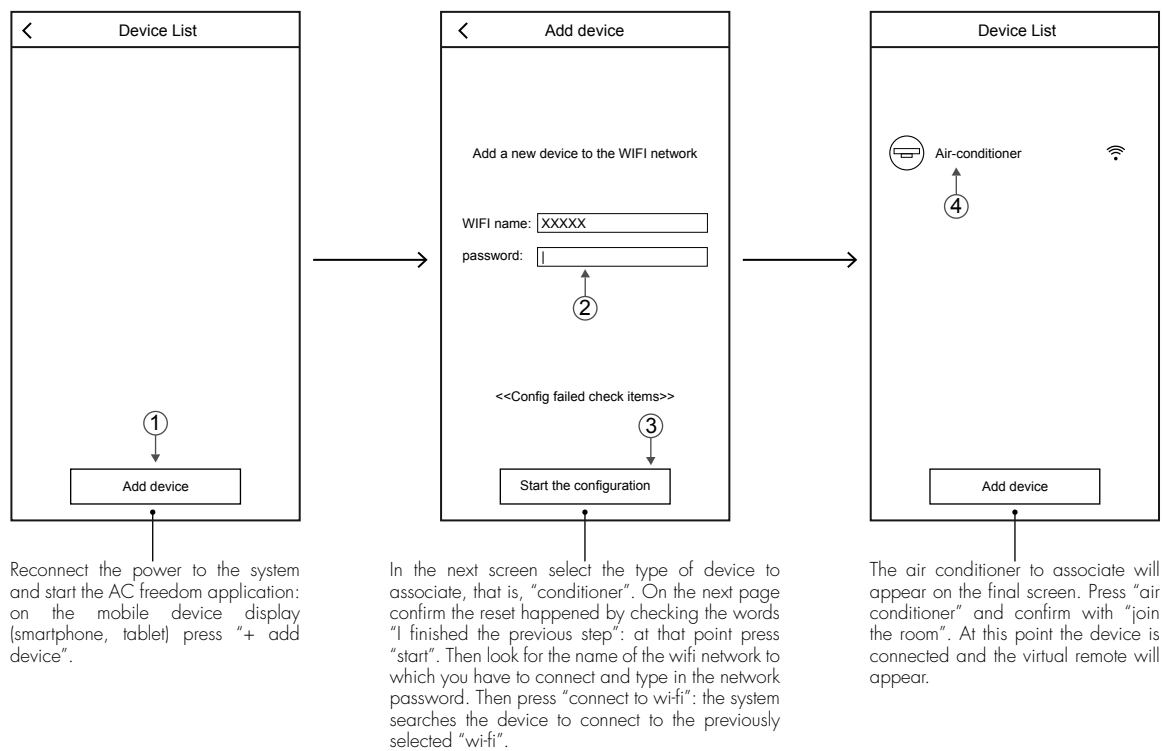 Device List
Add device
Device List
Add a new device to the WIFI network
Air-conditioner
4
WIFI name: XXXXX
password:
2
<<Config failed check items>>
1
3
Add device
Start the configuration
Add device
Reconnect the power to the system
and start the AC freedom application:
on the mobile device display
(smartphone, tablet) press “+ add
device”.
In the next screen select the type of device to
associate, that is, “conditioner”. On the next page
confirm the reset happened by checking the words
“I finished the previous step”: at that point press
“start”. Then look for the name of the wifi network to
which you have to connect and type in the network
password. Then press “connect to wi-fi”: the system
searches the device to connect to the previously
selected “wi-fi”.
The air conditioner to associate will
appear on the final screen. Press “air
conditioner” and confirm with “join
the room”. At this point the device is
connected and the virtual remote will
appear.